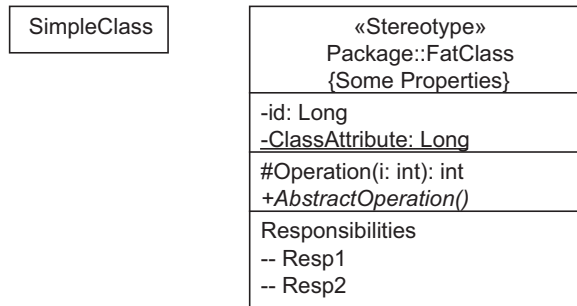 SimpleClass
«Stereotype»
Package::FatClass
{Some Properties}
-id: Long
-ClassAttribute: Long
#Operation(i: int): int
+AbstractOperation()
Responsibilities
-- Resp1
-- Resp2